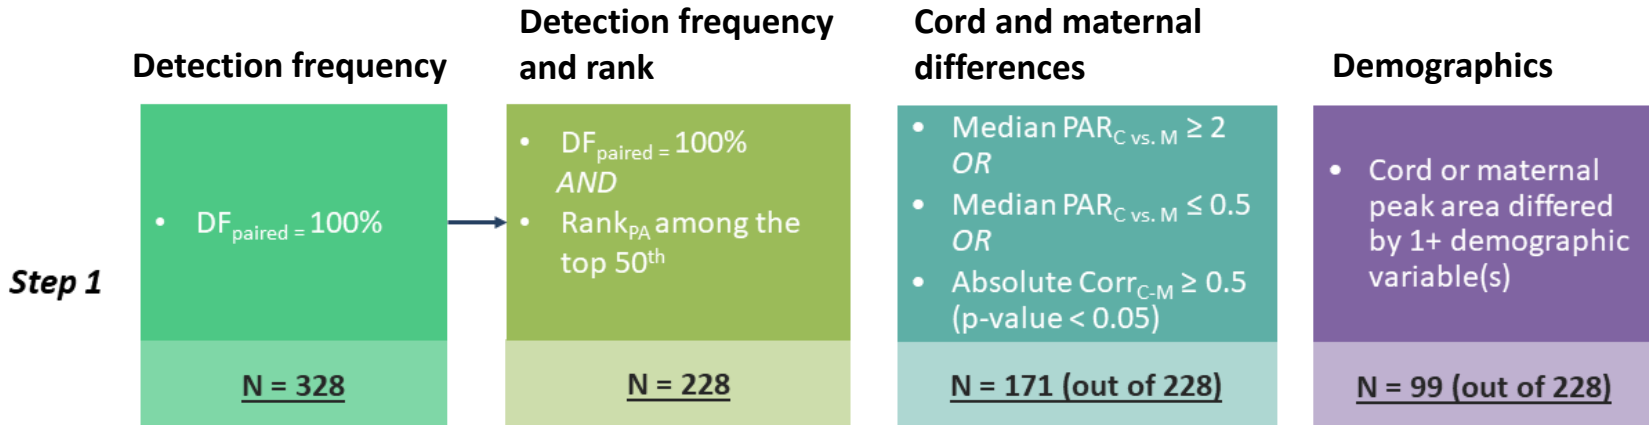 Detection frequency
Detection frequency
and rank
Cord and maternal
differences
Demographics
Step 1
• DFpaired = 100%
N = 328
• DFpaired = 100%
AND
• RankPA among the
top 50th
N = 228
• Median PARC vs. M ≥ 2
OR
• Median PARC vs. M ≤ 0.5
OR
• Absolute CorrC-M ≥ 0.5
(p-value < 0.05)
N = 171 (out of 228)
• Cord or maternal
peak area differed
by 1+ demographic
variable(s)
N = 99 (out of 228)